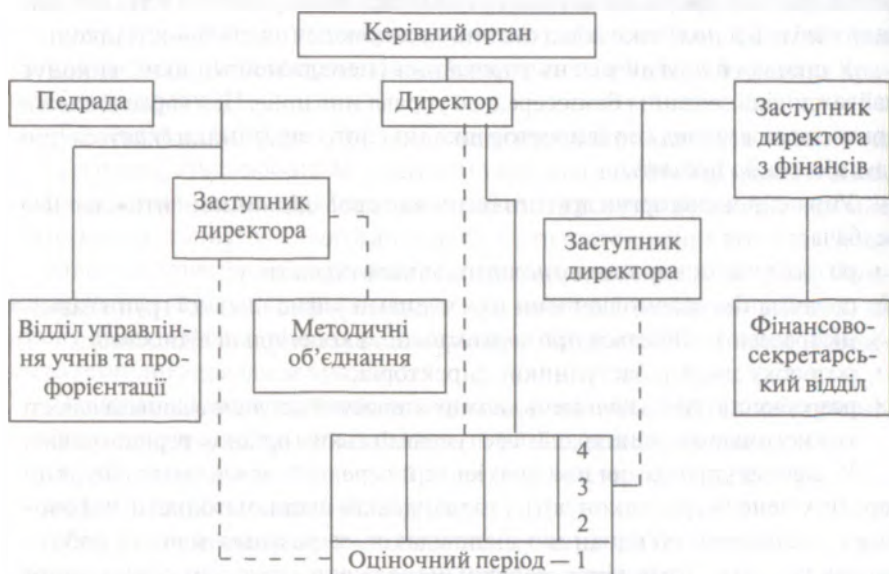 Керівний орган
Педрада
Директор
Заступник
директора
з фінансів
Заступник
директора
Заступник
директора
Відділ управлін-
ня учнів та про-
форієнтації
Методичні
об’єднання
Фінансово-
секретарсь-
кий відділ
4
3
2
Оціночний період — 1